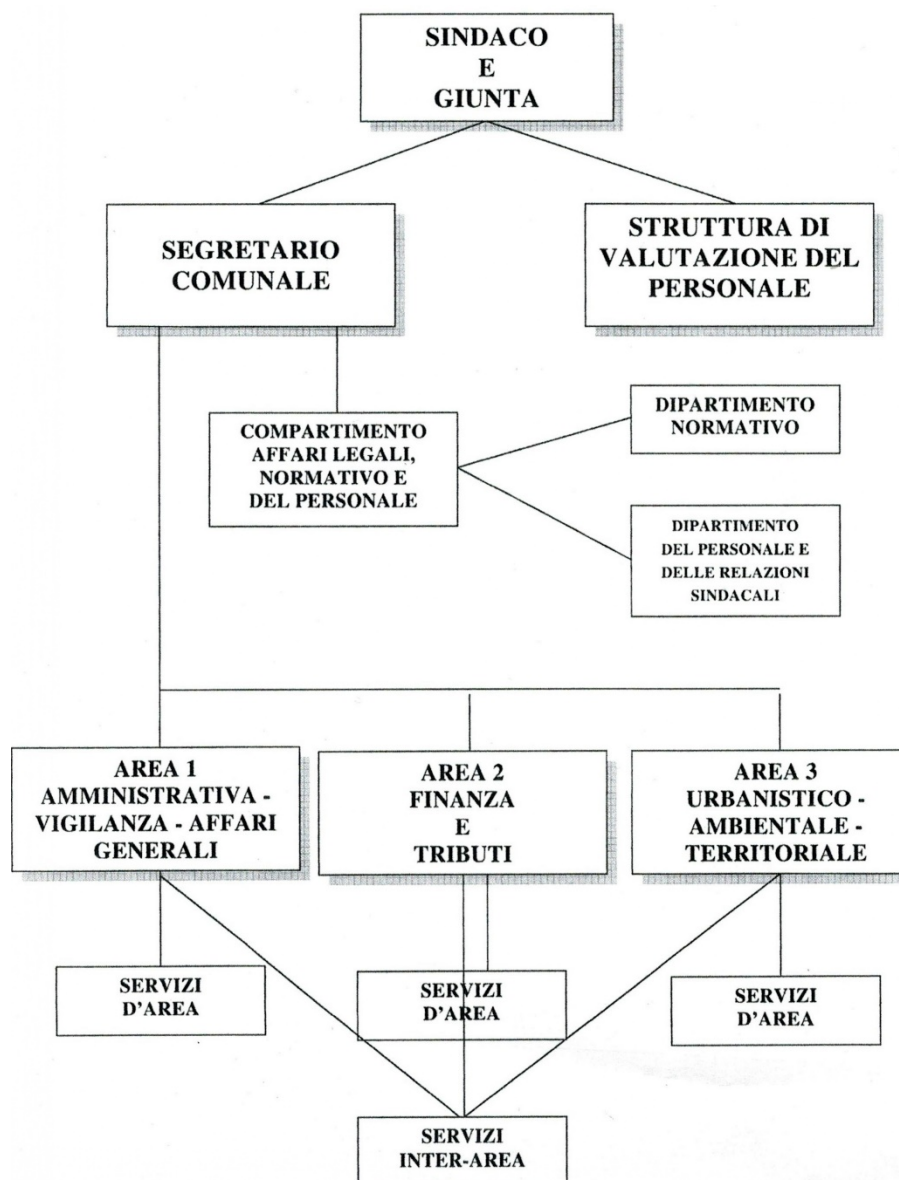 SINDACO
E
GIUNTA
SEGRETARIO
COMUNALE
STRUTTURA DI
VALUTAZIONE DEL
PERSONALE
COMPARTIMENTO
AFFARI LEGALI,
NORMATIVO E
DEL PERSONALE
DIPARTIMENTO
NORMATIVO
DIPARTIMENTO
DEL PERSONALE E
DELLE RELAZIONI
SINDACALI
AREA 1
AMMINISTRATIVA -
VIGILANZA - AFFARI
GENERALI
AREA 2
FINANZA
E
TRIBUTI
AREA 3
URBANISTICO -
AMBIENTALE -
TERRITORIALE
SERVIZI
D'AREA
SERVIZI
D'AREA
SERVIZI
D'AREA
SERVIZI
INTER-AREA